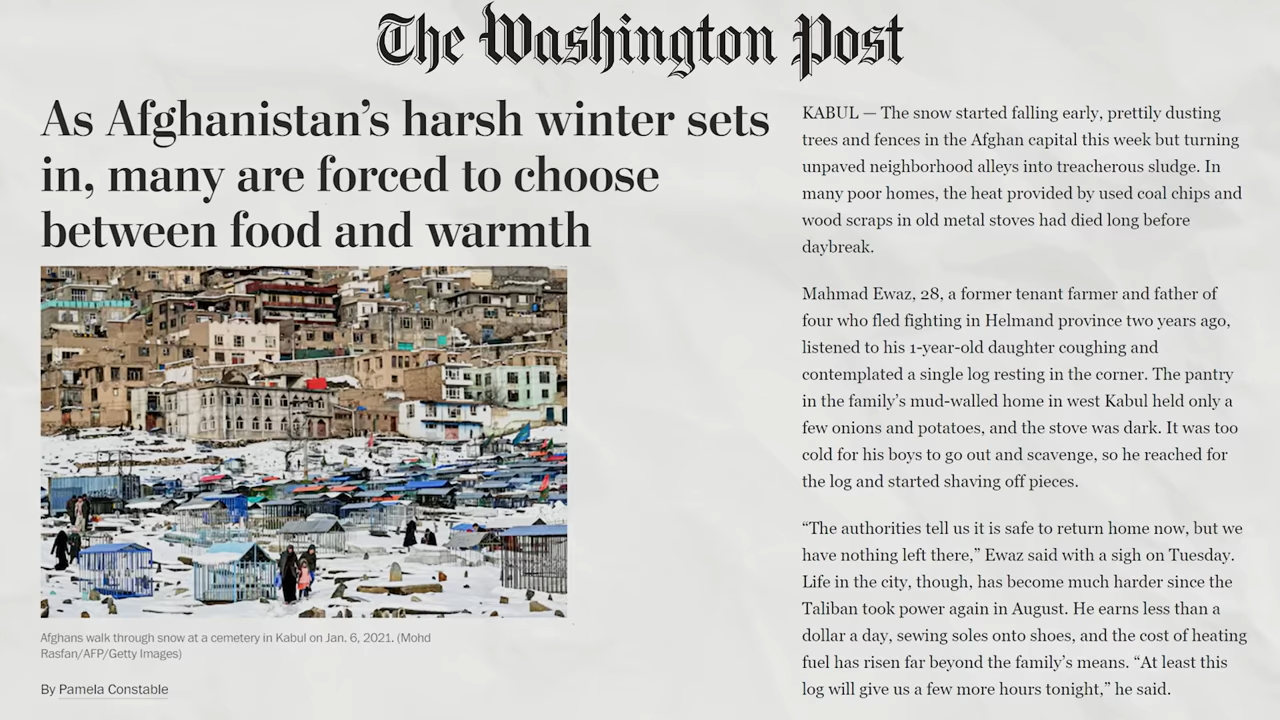 The Washington Post
As Afghanistan’s harsh winter sets
in, many are forced to choose
between food and warmth
Afghans walk through snow at a cemetery in Kabul on Jan. 6, 2021. (Mohd
Rasfan/AFP/Getty Images)
By Pamela Constable
KABUL — The snow started falling early, prettily dusting
trees and fences in the Afghan capital this week but turning
unpaved neighborhood alleys into treacherous sludge. In
many poor homes, the heat provided by used coal chips and
wood scraps in old metal stoves had died long before
daybreak.
Mahmad Ewaz, 28, a former tenant farmer and father of
four who fled fighting in Helmand province two years ago,
listened to his 1-year-old daughter coughing and
contemplated a single log resting in the corner. The pantry
in the family’s mud-walled home in west Kabul held only a
few onions and potatoes, and the stove was dark. It was too
cold for his boys to go out and scavenge, so he reached for
the log and started shaving off pieces.
“The authorities tell us it is safe to return home now, but we
have nothing left there,” Ewaz said with a sigh on Tuesday.
Life in the city, though, has become much harder since the
Taliban took power again in August. He earns less than a
dollar a day, sewing soles onto shoes, and the cost of heating
fuel has risen far beyond the family’s means. “At least this
log will give us a few more hours tonight,” he said.